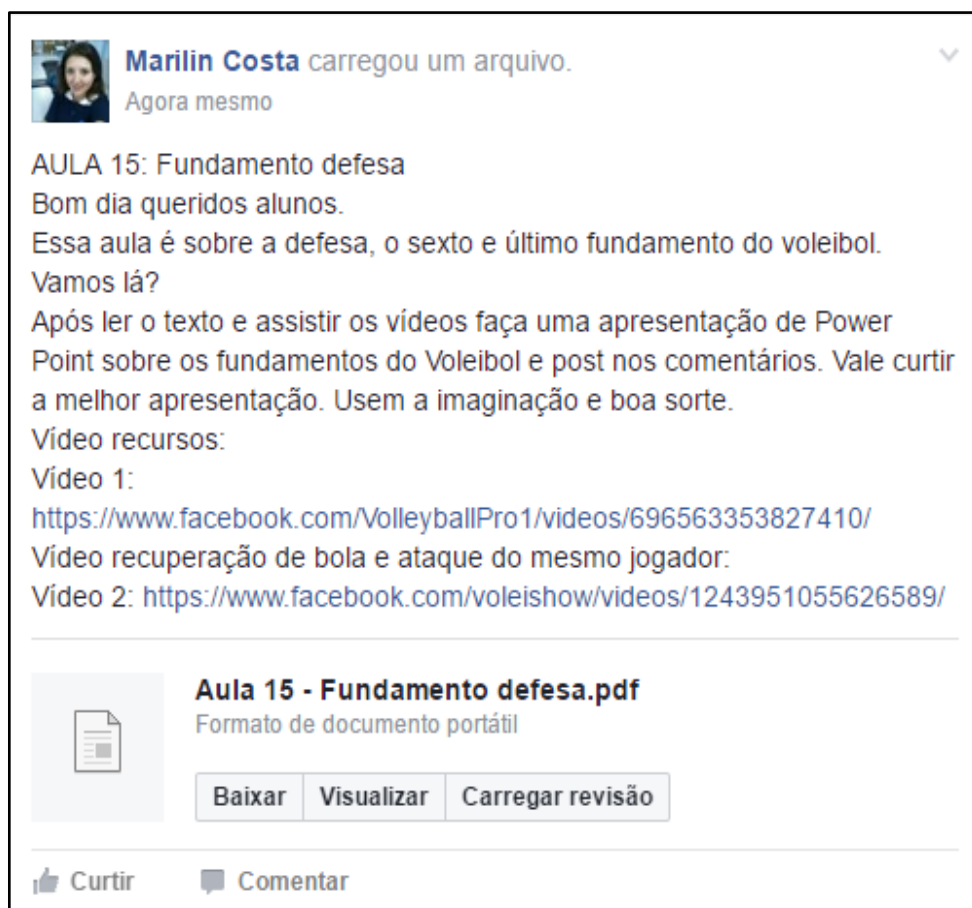 Marilin Costa carregou um arquivo.
Agora mesmo
AULA 15: Fundamento defesa
Bom dia queridos alunos.
Essa aula é sobre a defesa, o sexto e último fundamento do voleibol.
Vamos lá?
Após ler o texto e assistir os vídeos faça uma apresentação de Power
Point sobre os fundamentos do Voleibol e post nos comentários. Vale curtir
a melhor apresentação. Usem a imaginação e boa sorte.
Vídeo recursos:
Vídeo 1:
https://www.facebook.com/VolleyballPro1/videos/696563353827410/
Vídeo recuperação de bola e ataque do mesmo jogador:
Vídeo 2: https://www.facebook.com/voleishow/videos/1243951055626589/
Aula 15 - Fundamento defesa.pdf
Formato de documento portátil
Baixar Visualizar Carregar revisão
Curtir Comentar